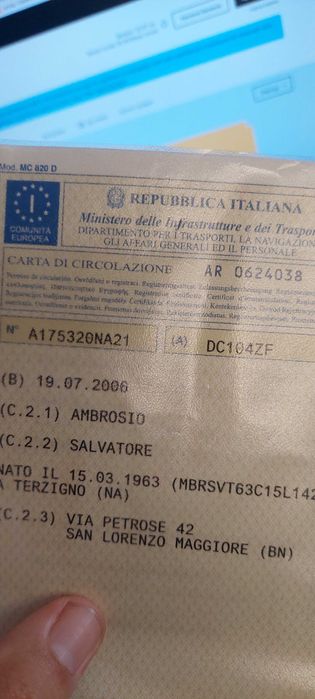 Mod. MC 820 D
I
COMUNITÀ
EUROPEA
REPUBBLICA ITALIANA
Ministero delle Infrastrutture e dei Traspor
DIPARTIMENTO PER I TRASPORTI, LA NAVIGAZION
GLI AFFARI GENERALI ED IL PERSONALE
CARTA DI CIRCOLAZIONE AR 0624038
N° A175320NA21 (A) DC104ZF
(B) 19.07.2006
(C.2.1) AMBROSIO
(C.2.2) SALVATORE
NATO IL 15.03.1963 (MBRSVT63C15L142
A TERZIGNO (NA)
(C.2.3) VIA PETROSE 42
SAN LORENZO MAGGIORE (BN)